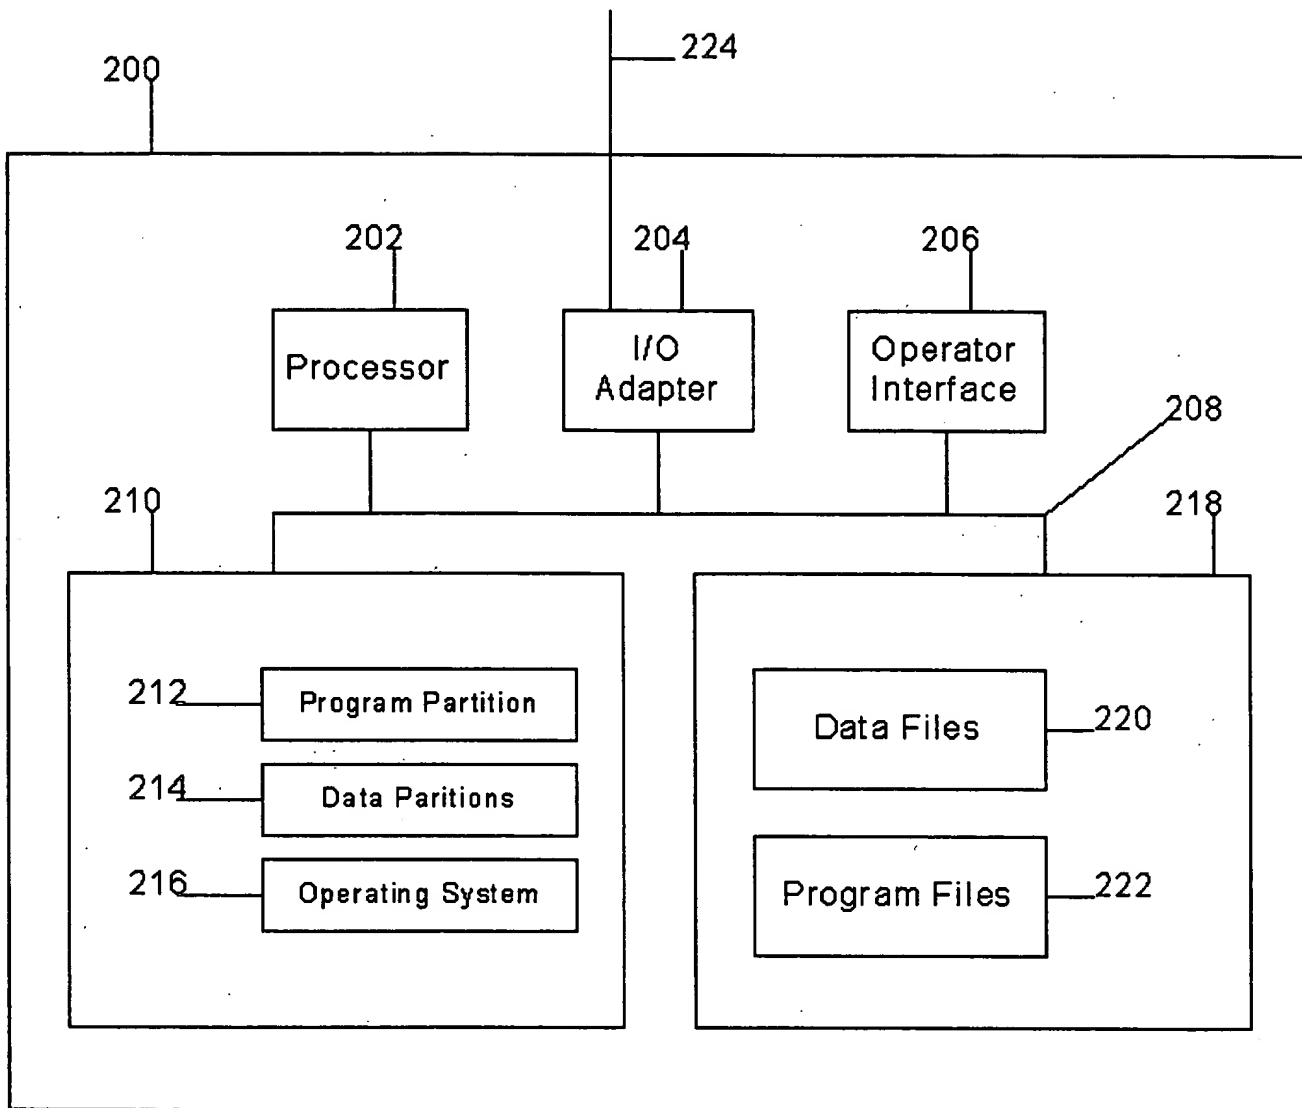 224
200
202
204
206
Processor
I/O
Adapter
Operator
Interface
208
210
218
212
Program Partition
214
Data Paritions
216
Operating System
Data Files
220
Program Files
222